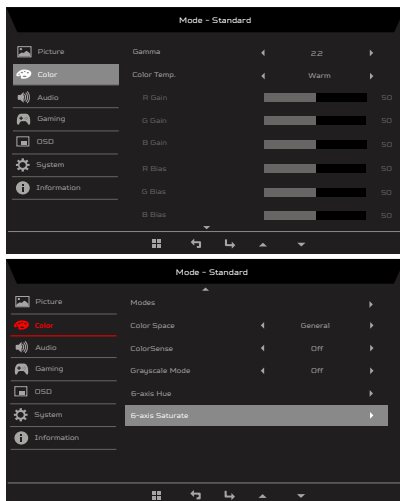 Mode - Standard
Picture
Gamma
2.2
Color
Color Temp.
Warm
Audio
R Gain
50
Gaming
G Gain
50
OSD
B Gain
50
System
R Bias
50
Information
G Bias
50
B Bias
50
Mode - Standard
Picture
Modes
Color
Color Space
General
Audio
ColorSense
Off
Gaming
Grayscale Mode
Off
OSD
6-axis Hue
System
6-axis Saturate
Information